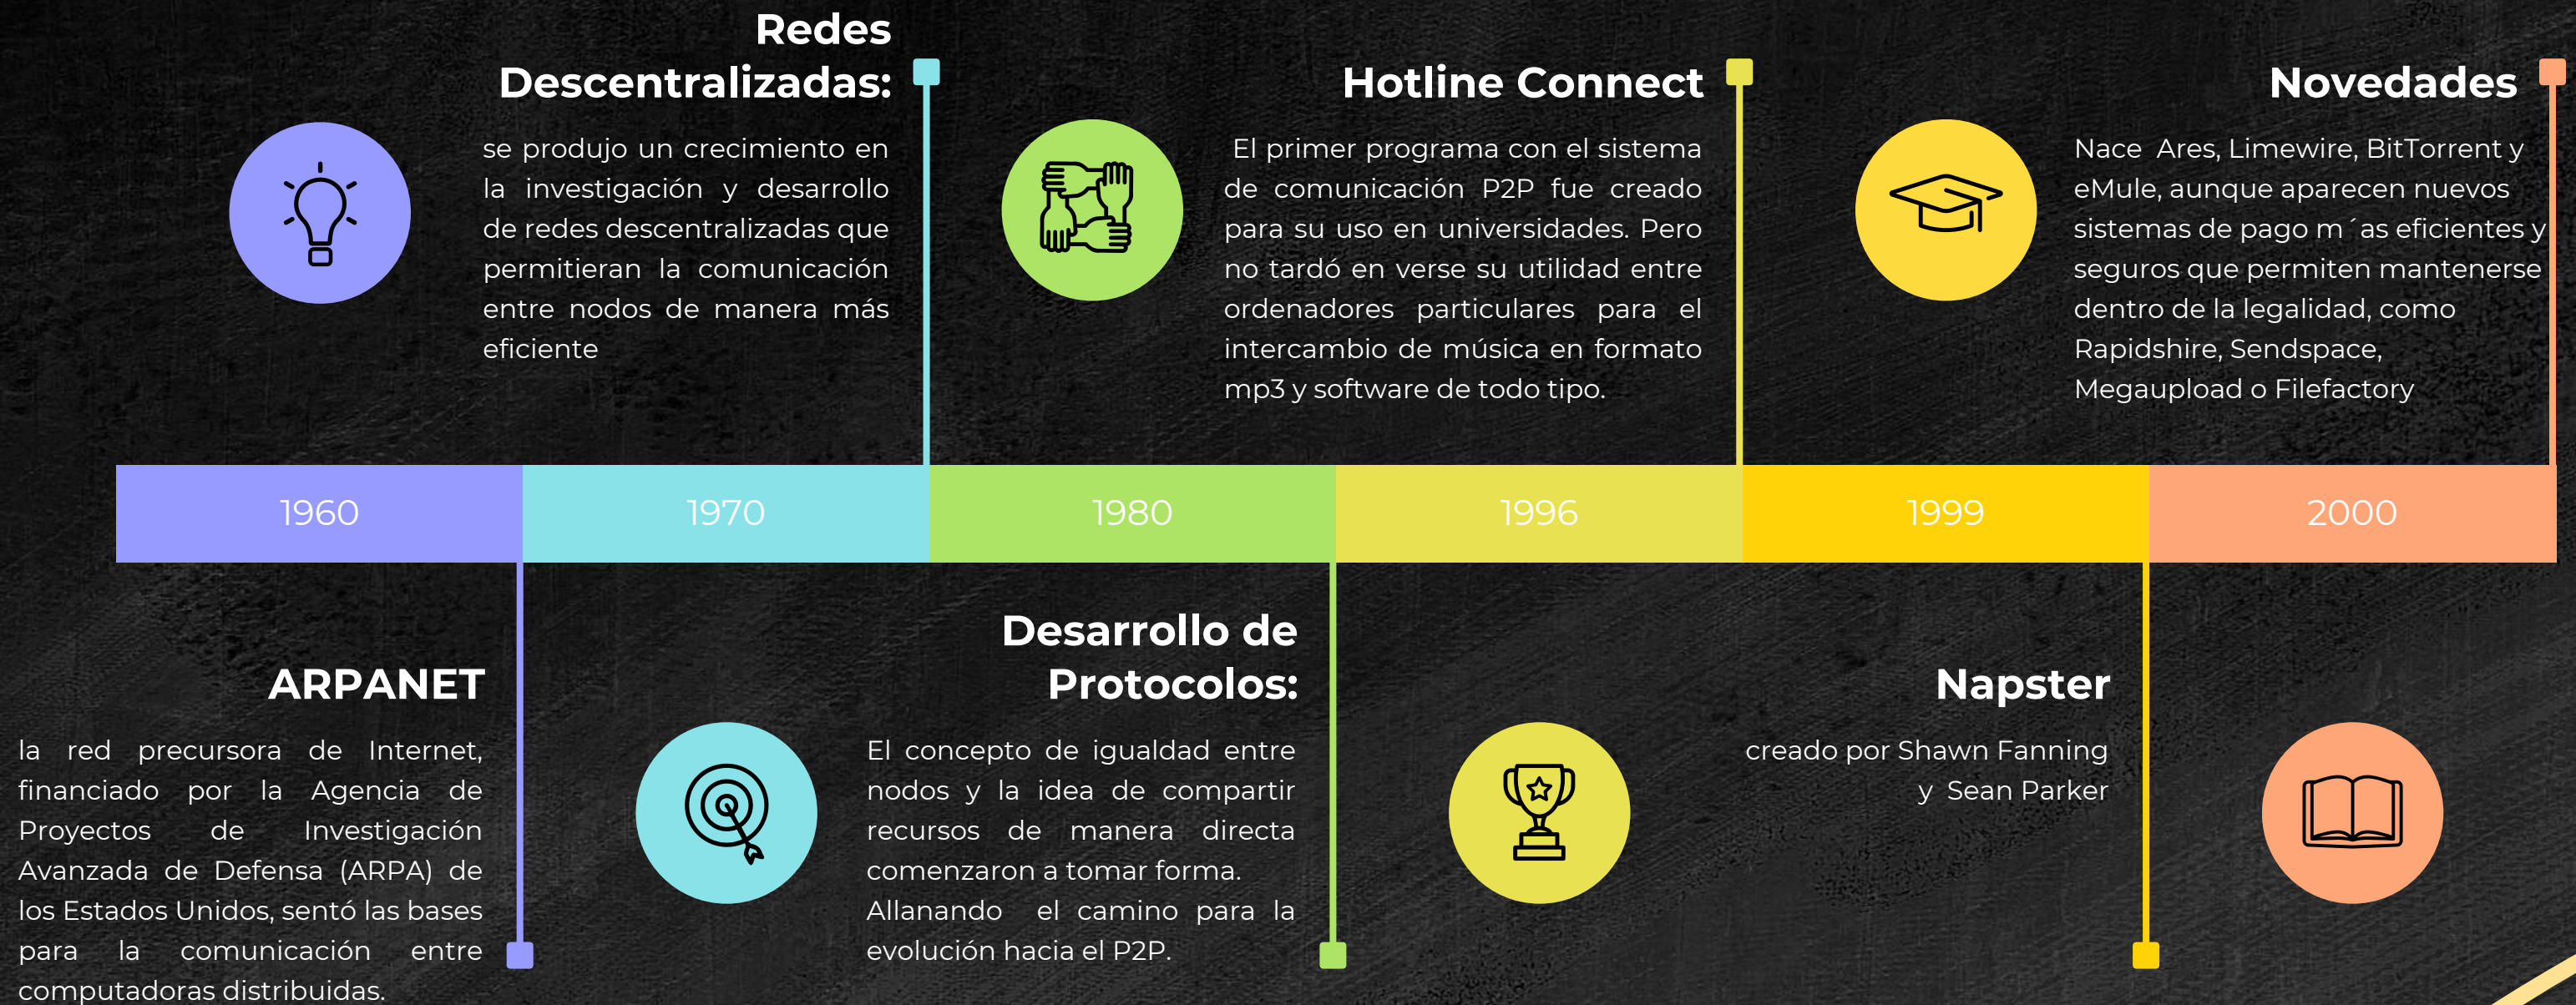 Redes
Descentralizadas:
se produjo un crecimiento en
la investigación y desarrollo
de redes descentralizadas que
permitieran la comunicación
entre nodos de manera más
eficiente
Hotline Connect
El primer programa con el sistema
de comunicación P2P fue creado
para su uso en universidades. Pero
no tardó en verse su utilidad entre
ordenadores particulares para el
intercambio de música en formato
mp3 y software de todo tipo.
Novedades
Nace Ares, Limewire, BitTorrent y
eMule, aunque aparecen nuevos
sistemas de pago m´as eficientes y
seguros que permiten mantenerse
dentro de la legalidad, como
Rapidshire, Sendspace,
Megaupload o Filefactory
1960
1970
1980
1996
1999
2000
ARPANET
la red precursora de Internet,
financiado por la Agencia de
Proyectos de Investigación
Avanzada de Defensa (ARPA) de
los Estados Unidos, sentó las bases
para la comunicación entre
computadoras distribuidas.
Desarrollo de
Protocolos:
El concepto de igualdad entre
nodos y la idea de compartir
recursos de manera directa
comenzaron a tomar forma.
Allanando el camino para la
evolución hacia el P2P.
Napster
creado por Shawn Fanning
y Sean Parker